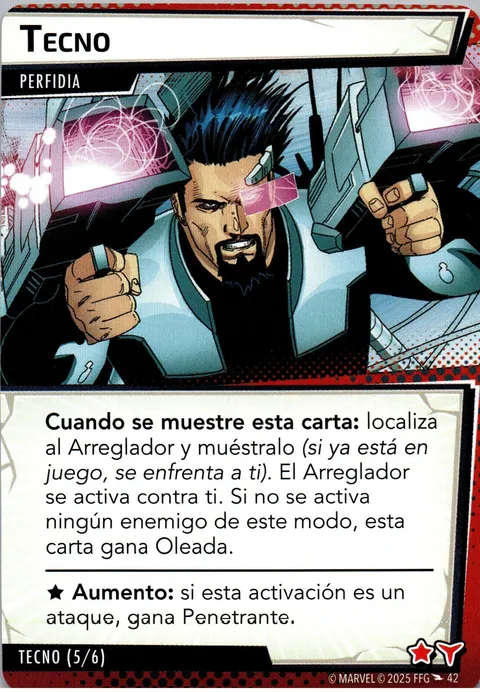 TECNO
PERFIDIA
Cuando se muestre esta carta: localiza
al Arreglador y muéstralo (si ya está en
juego, se enfrenta a ti). El Arreglador
se activa contra ti. Si no se activa
ningún enemigo de este modo, esta
carta gana Oleada.
★ Aumento: si esta activación es un
ataque, gana Penetrante.
TECNO (5/6)
© MARVEL © 2025 FFG 42